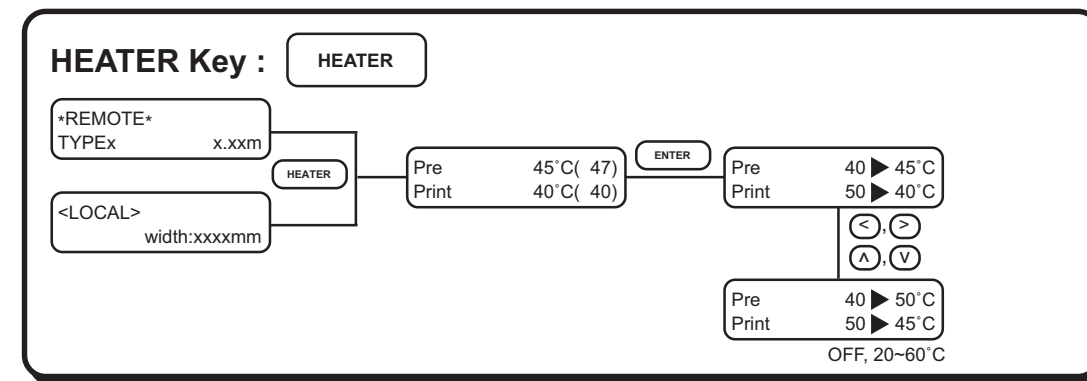 HEATER Key : HEATER
*REMOTE*
TYPEx x.xxm
<LOCAL>
width:xxxxmm
HEATER
Pre 45˚C( 47)
Print 40˚C( 40)
ENTER
Pre 40 ▶ 45˚C
Print 50 ▶ 40˚C
<, >
∧, ∨
Pre 40 ▶ 50˚C
Print 50 ▶ 45˚C
OFF, 20~60˚C